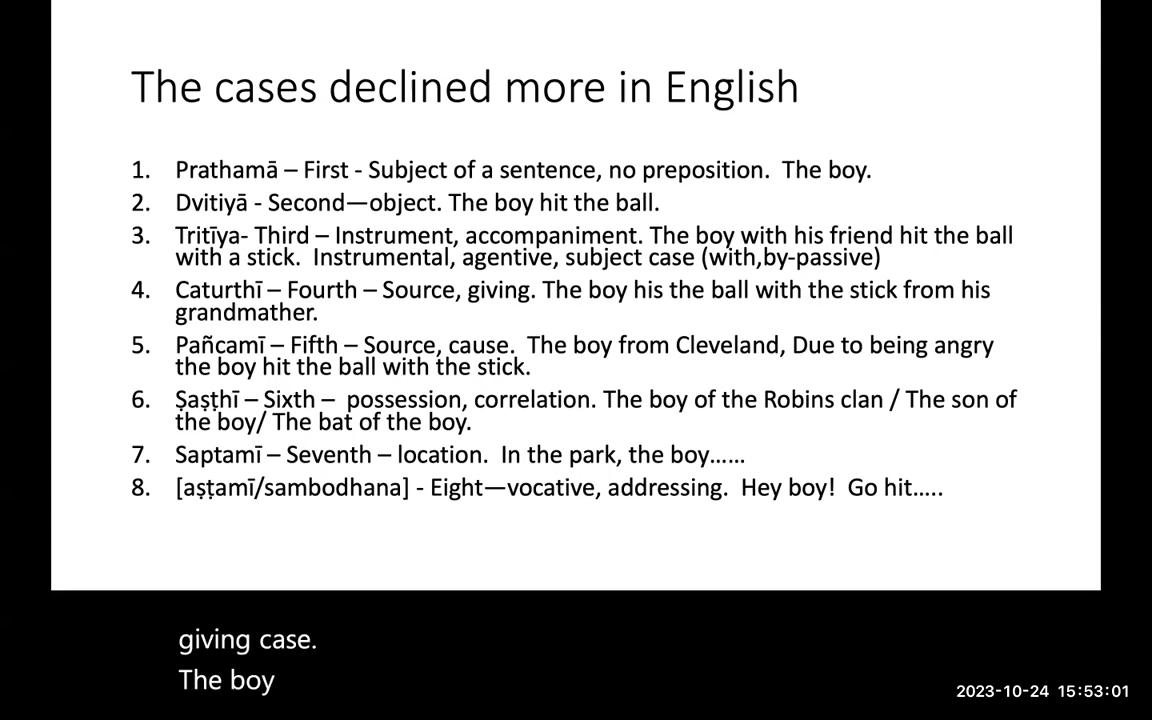 The cases declined more in English
1. Prathamā – First - Subject of a sentence, no preposition. The boy.
2. Dvitiyā - Second—object. The boy hit the ball.
3. Tritīya- Third – Instrument, accompaniment. The boy with his friend hit the ball
with a stick. Instrumental, agentive, subject case (with,by-passive)
4. Caturthī – Fourth – Source, giving. The boy his the ball with the stick from his
grandmather.
5. Pañcamī – Fifth – Source, cause. The boy from Cleveland, Due to being angry
the boy hit the ball with the stick.
6. Ṣaṣṭhī – Sixth – possession, correlation. The boy of the Robins clan / The son of
the boy/ The bat of the boy.
7. Saptamī – Seventh – location. In the park, the boy……
8. [aṣṭamī/sambodhana] - Eight—vocative, addressing. Hey boy! Go hit…..
giving case.
The boy
2023-10-24 15:53:01